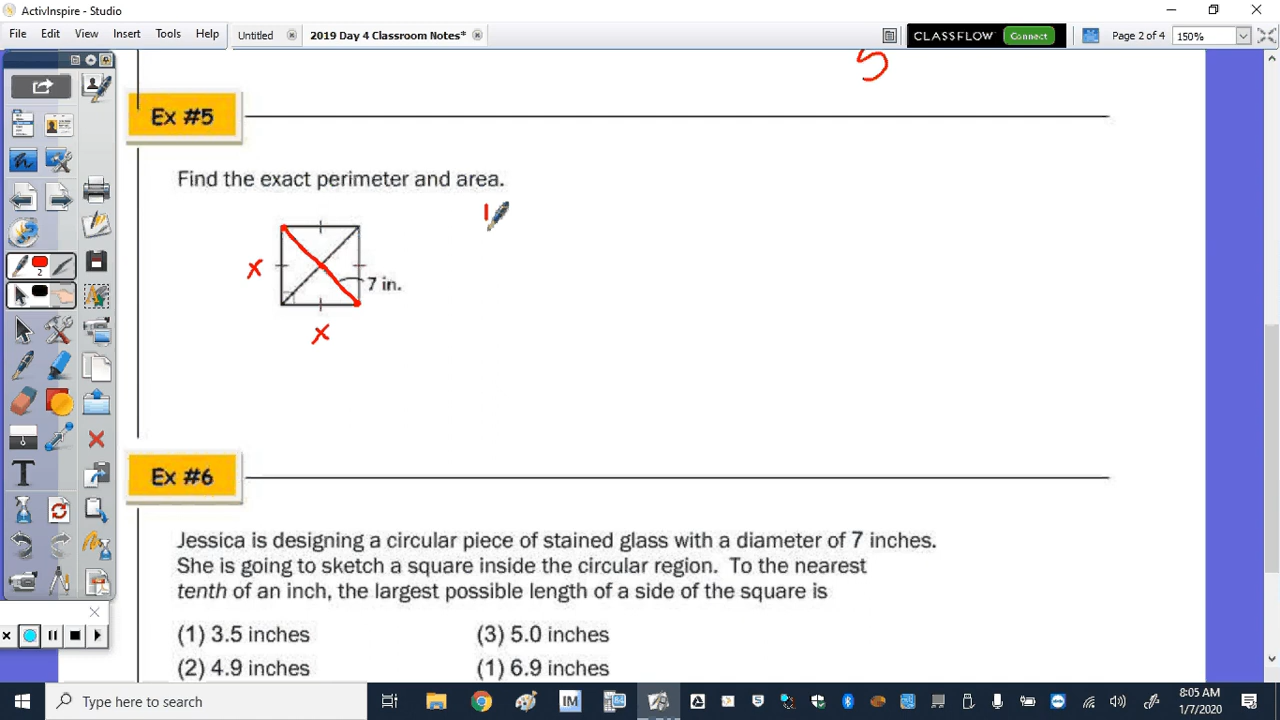 ActivInspire - Studio
File Edit View Insert Tools Help
Untitled 2019 Day 4 Classroom Notes*
CLASSFLOW Connect
Page 2 of 4 150%
5
Ex #5
Find the exact perimeter and area.
x
7 in.
x
2
T
Ex #6
Jessica is designing a circular piece of stained glass with a diameter of 7 inches.
She is going to sketch a square inside the circular region. To the nearest
tenth of an inch, the largest possible length of a side of the square is
(1) 3.5 inches (3) 5.0 inches
(2) 4.9 inches (1) 6.9 inches
Type here to search
IM
8:05 AM
1/7/2020